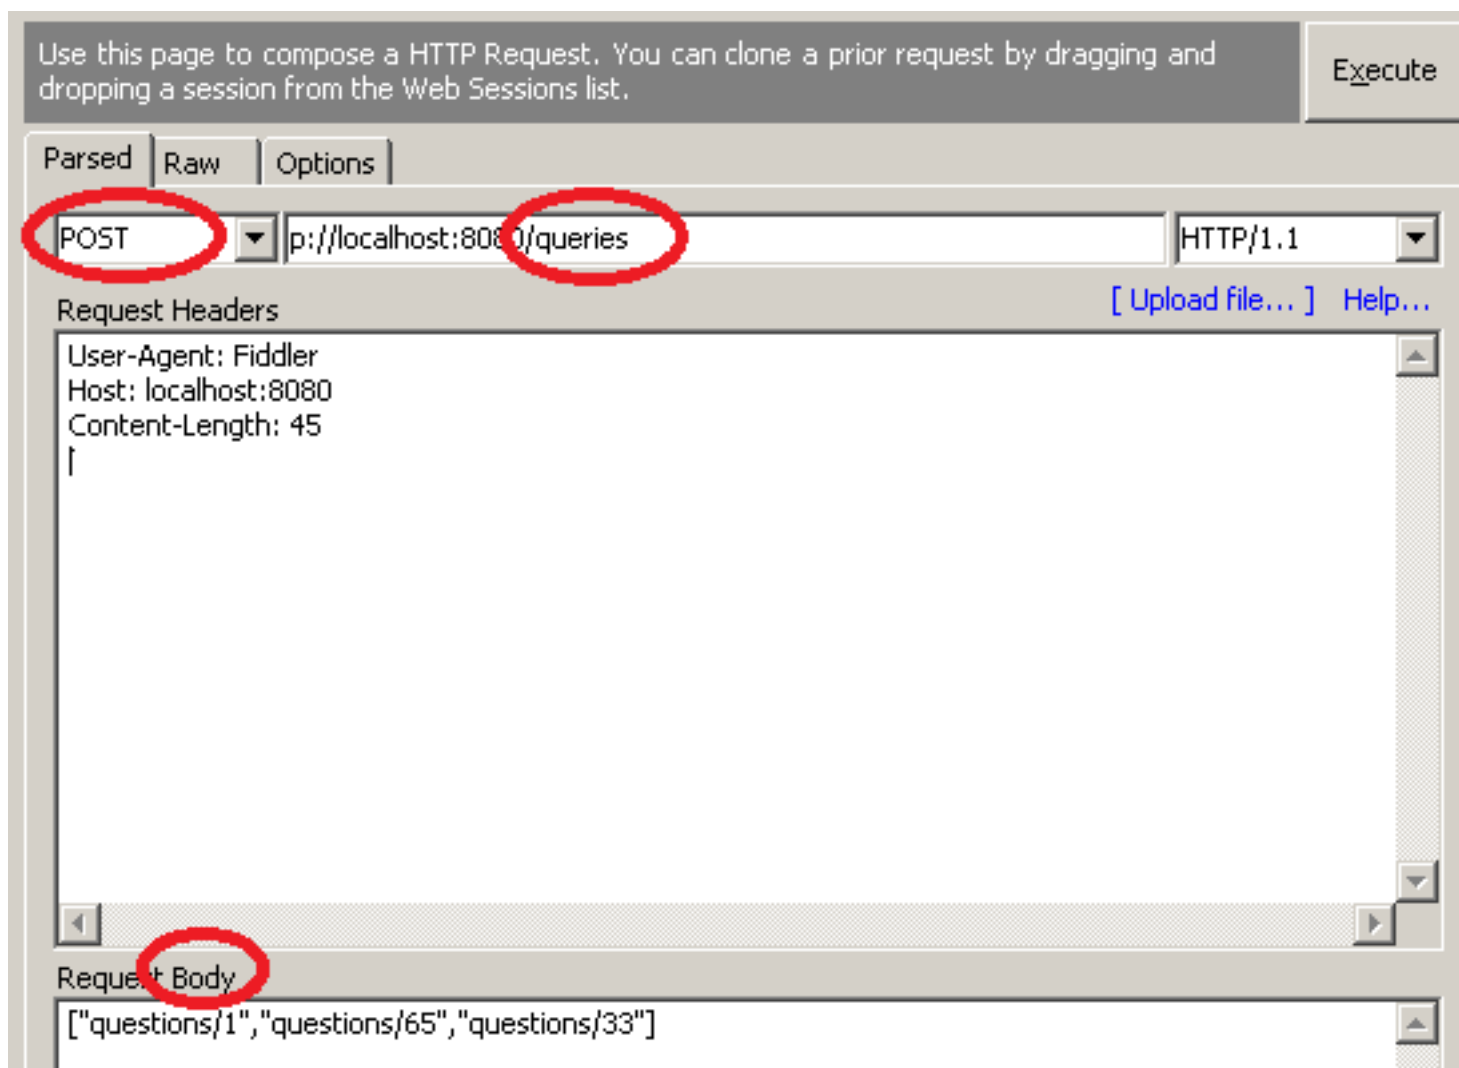 Use this page to compose a HTTP Request. You can clone a prior request by dragging and
dropping a session from the Web Sessions list.
Execute
Parsed Raw Options
POST p://localhost:8080/queries HTTP/1.1
Request Headers [ Upload file... ] Help...
User-Agent: Fiddler
Host: localhost:8080
Content-Length: 45
Request Body
["questions/1","questions/65","questions/33"]